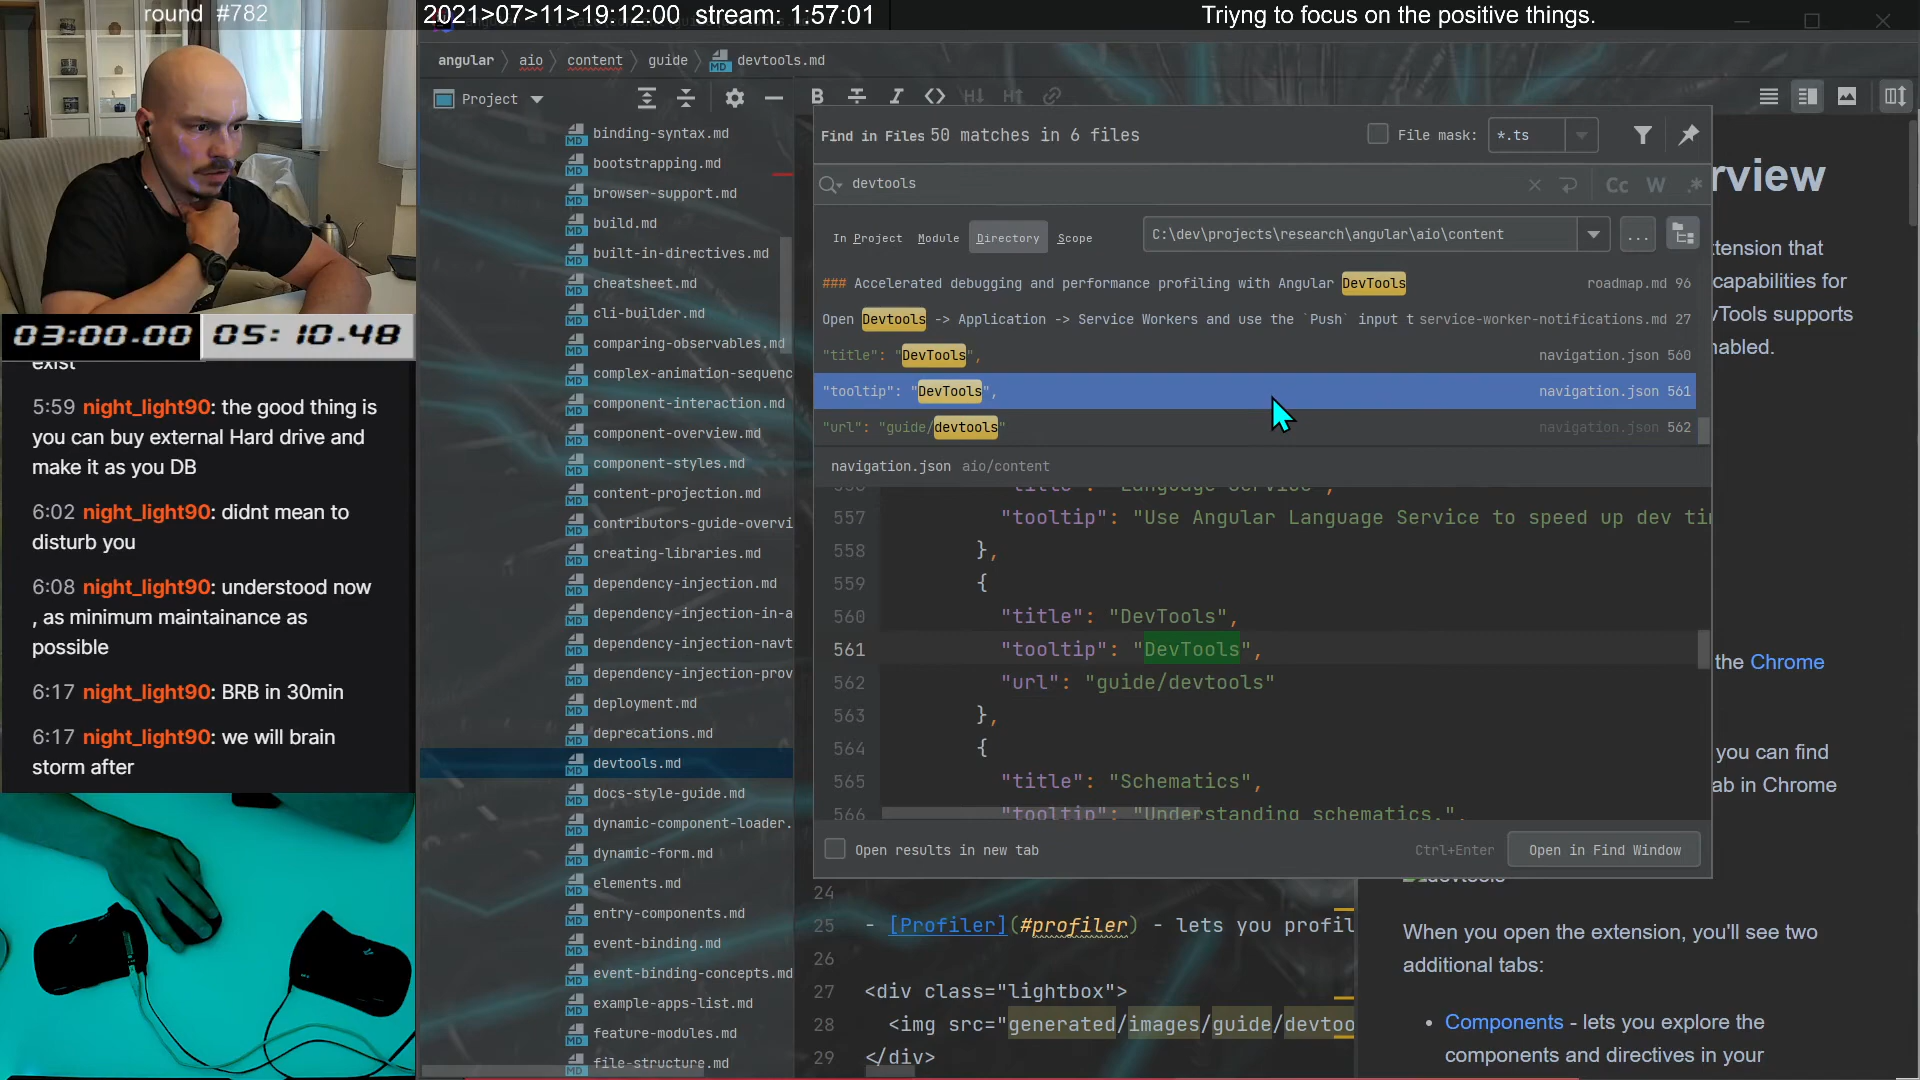 round #782
2021>07>11>19:12:00 stream: 1:57:01
Triyng to focus on the positive things.
03:00.00
05:10.48
exist
5:59 night_light90: the good thing is
you can buy external Hard drive and
make it as you DB
6:02 night_light90: didnt mean to
disturb you
6:08 night_light90: understood now
, as minimum maintainance as
possible
6:17 night_light90: BRB in 30min
6:17 night_light90: we will brain
storm after
angular
aio
content
guide
devtools.md
Project
binding-syntax.md
bootstrapping.md
browser-support.md
build.md
built-in-directives.md
cheatsheet.md
cli-builder.md
comparing-observables.md
complex-animation-sequenc
component-interaction.md
component-overview.md
component-styles.md
content-projection.md
contributors-guide-overvi
creating-libraries.md
dependency-injection.md
dependency-injection-in-a
dependency-injection-navt
dependency-injection-prov
deployment.md
deprecations.md
devtools.md
docs-style-guide.md
dynamic-component-loader.
dynamic-form.md
elements.md
entry-components.md
event-binding.md
event-binding-concepts.md
example-apps-list.md
feature-modules.md
file-structure.md
Find in Files 50 matches in 6 files
File mask: *.ts
devtools
Cc W .*
In Project Module Directory Scope
C:\dev\projects\research\angular\aio\content
...
### Accelerated debugging and performance profiling with Angular DevTools roadmap.md 96
Open Devtools -> Application -> Service Workers and use the `Push` input t service-worker-notifications.md 27
"title": "DevTools", navigation.json 560
"tooltip": "DevTools", navigation.json 561
"url": "guide/devtools" navigation.json 562
navigation.json aio/content
"title": "Language Service",
557 "tooltip": "Use Angular Language Service to speed up dev ti
558 },
559 {
560 "title": "DevTools",
561 "tooltip": "DevTools",
562 "url": "guide/devtools"
563 },
564 {
565 "title": "Schematics",
566 "tooltip": "Understanding schematics.",
Open results in new tab
Ctrl+Enter
Open in Find Window
24
25 - [Profiler](#profiler) - lets you profil
26
27 <div class="lightbox">
28 <img src="generated/images/guide/devtoo
29 </div>
rview
tension that
capabilities for
vTools supports
nabled.
the Chrome
you can find
ab in Chrome
devtools
When you open the extension, you'll see two
additional tabs:
• Components - lets you explore the
components and directives in your